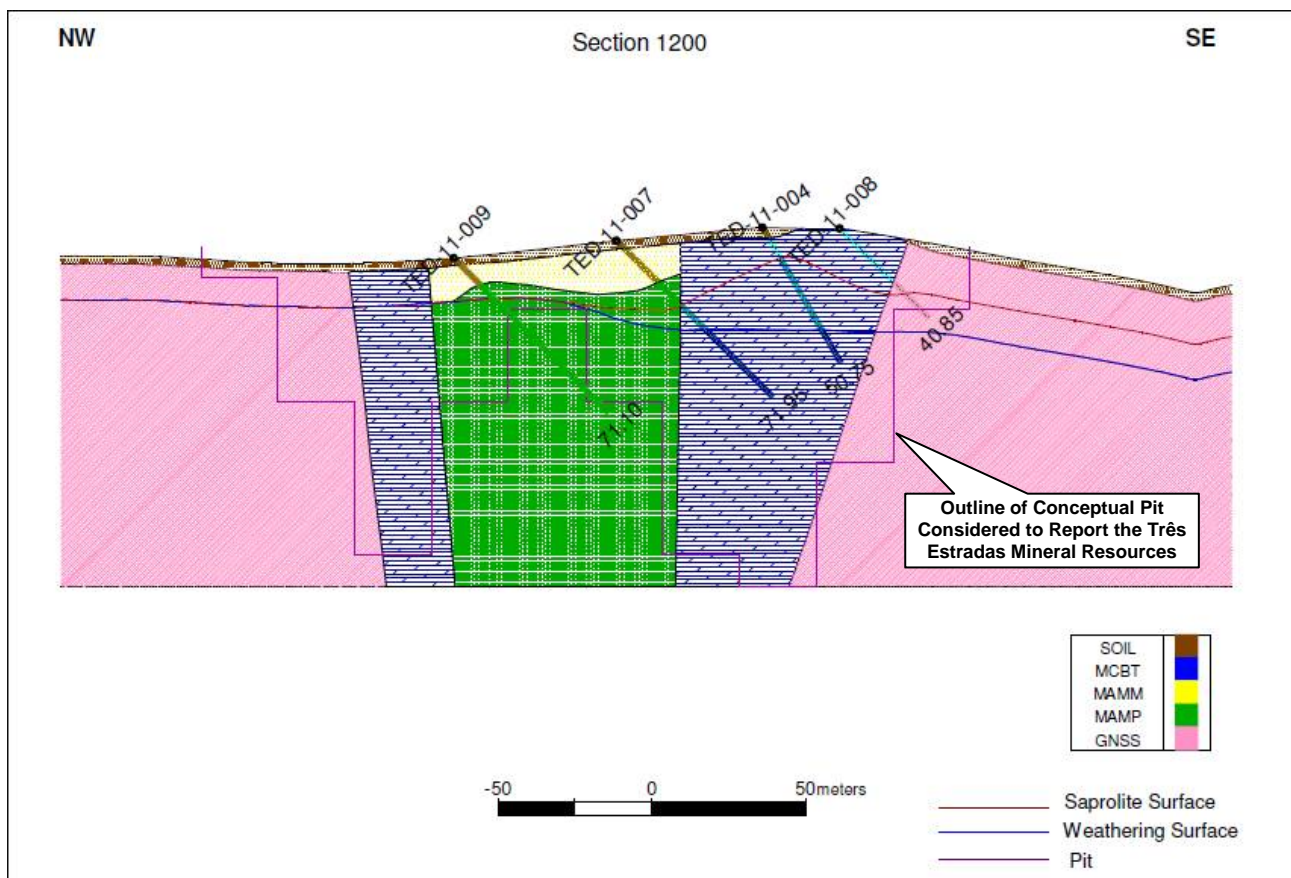 NW
Section 1200
SE
TED-11-009
TED-11-007
TED-11-004
TED-11-008
40.85
50.75
71.95
71.10
Outline of Conceptual Pit
Considered to Report the Três
Estradas Mineral Resources
SOIL
MCBT
MAMM
MAMP
GNSS
-50 0 50meters
Saprolite Surface
Weathering Surface
Pit